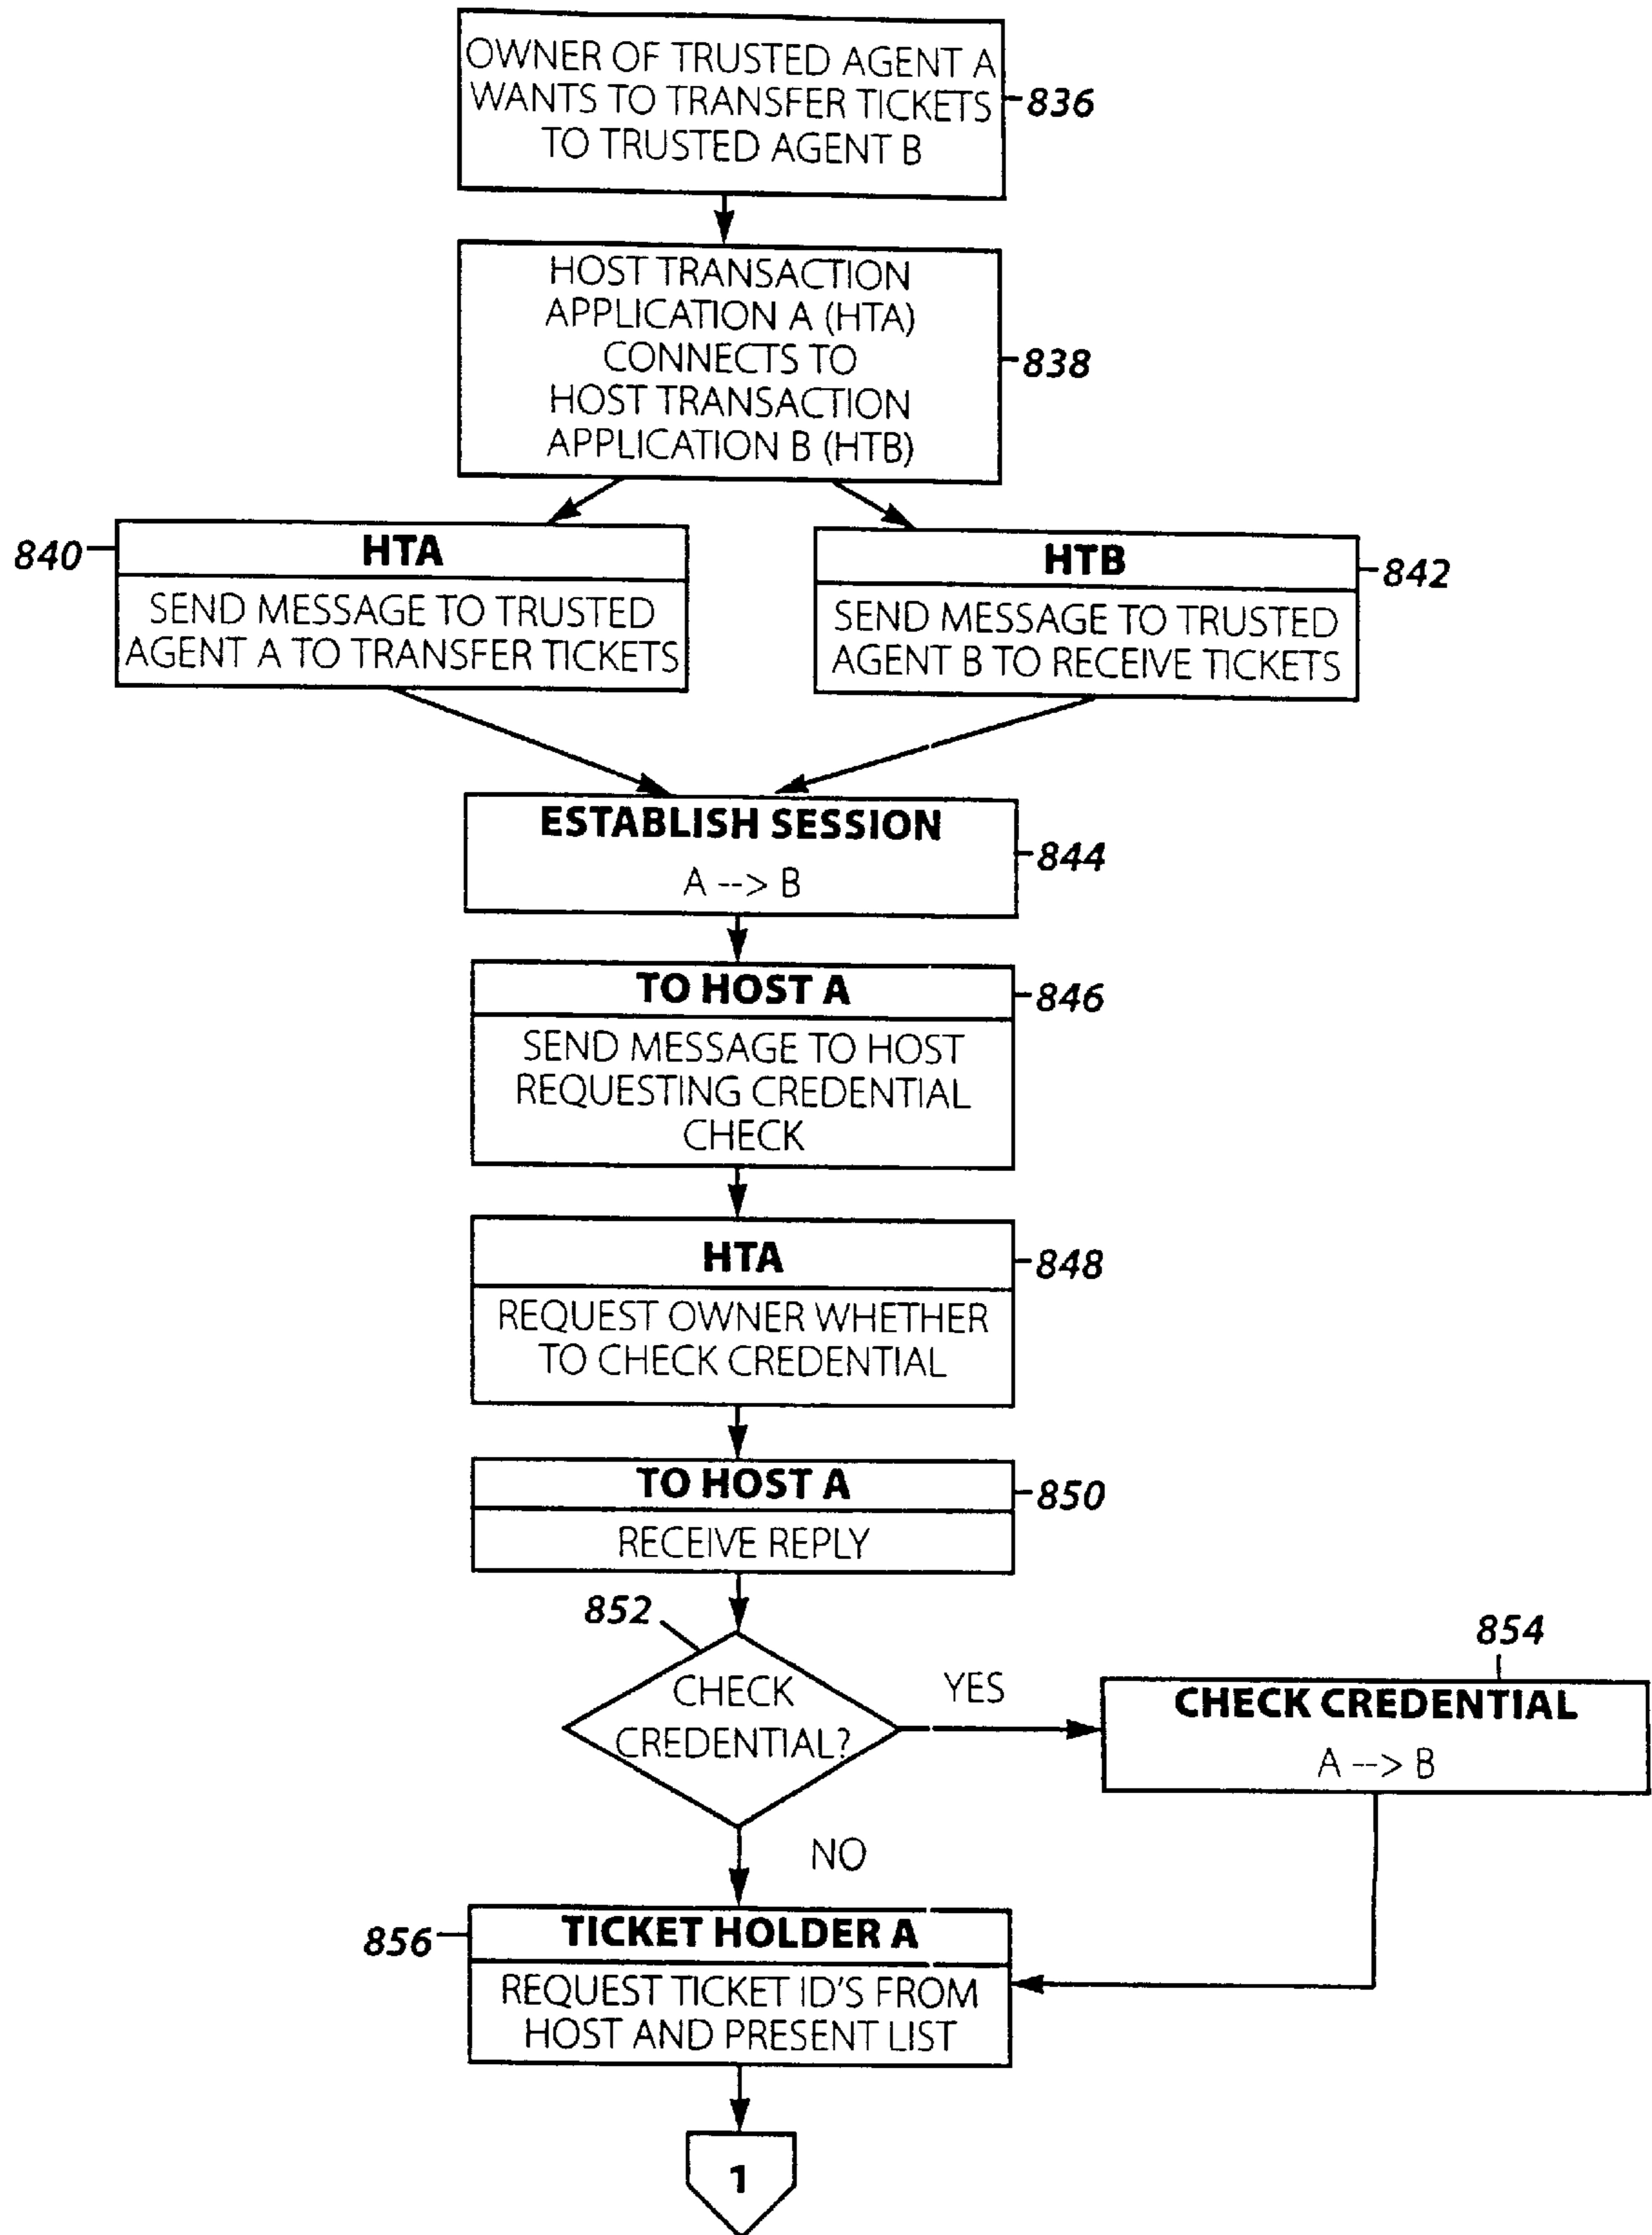 OWNER OF TRUSTED AGENT A
WANTS TO TRANSFER TICKETS
TO TRUSTED AGENT B
836
HOST TRANSACTION
APPLICATION A (HTA)
CONNECTS TO
HOST TRANSACTION
APPLICATION B (HTB)
838
840
HTA
SEND MESSAGE TO TRUSTED
AGENT A TO TRANSFER TICKETS
HTB
842
SEND MESSAGE TO TRUSTED
AGENT B TO RECEIVE TICKETS
ESTABLISH SESSION
844
A --> B
TO HOST A
846
SEND MESSAGE TO HOST
REQUESTING CREDENTIAL
CHECK
HTA
848
REQUEST OWNER WHETHER
TO CHECK CREDENTIAL
TO HOST A
850
RECEIVE REPLY
852
CHECK
CREDENTIAL?
YES
854
CHECK CREDENTIAL
A --> B
NO
856
TICKET HOLDER A
REQUEST TICKET ID'S FROM
HOST AND PRESENT LIST
1